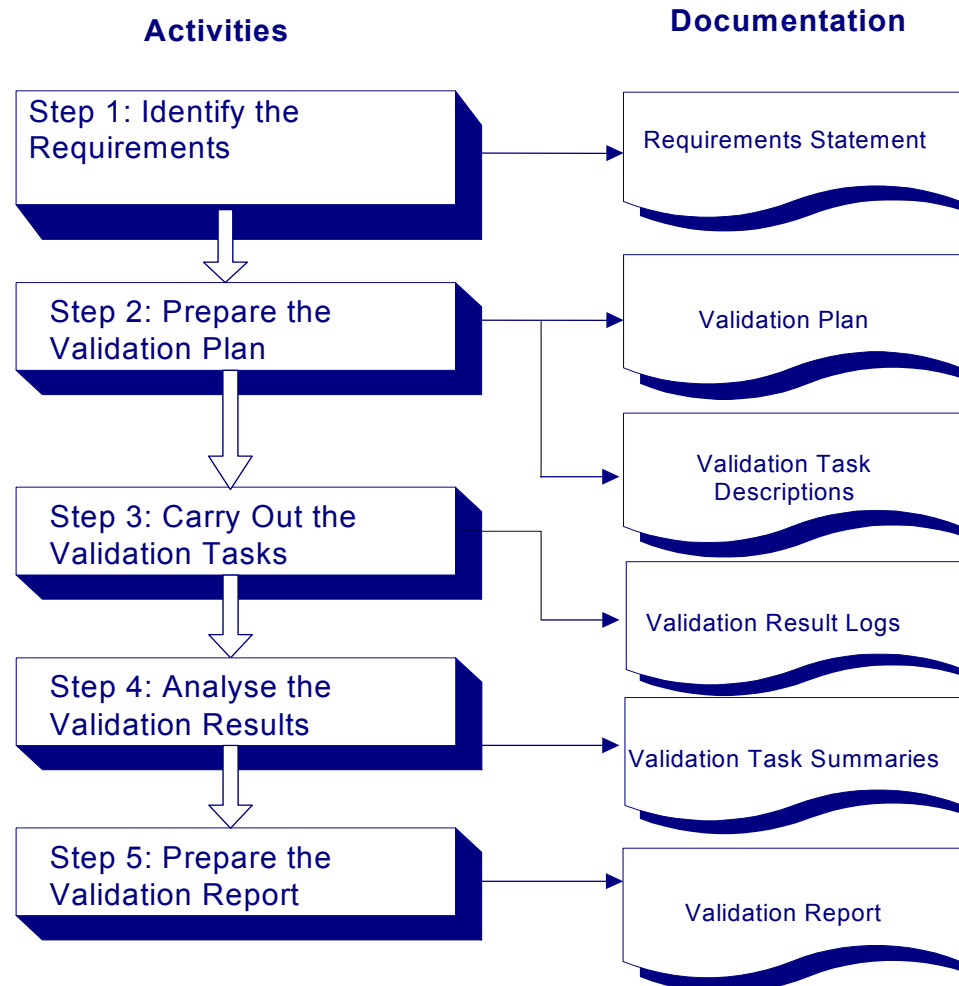 Activities
Documentation
Step 1: Identify the
Requirements
Requirements Statement
Step 2: Prepare the
Validation Plan
Validation Plan
Validation Task
Descriptions
Step 3: Carry Out the
Validation Tasks
Validation Result Logs
Step 4: Analyse the
Validation Results
Validation Task Summaries
Step 5: Prepare the
Validation Report
Validation Report